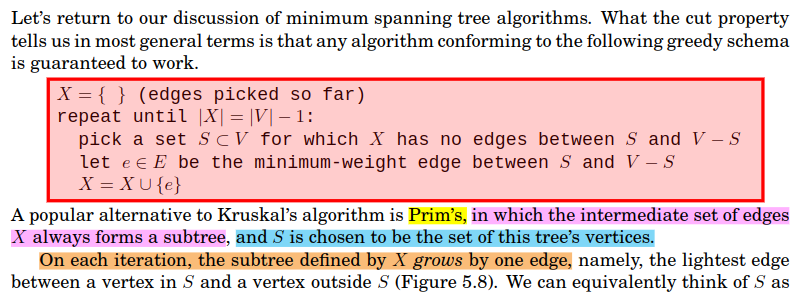 Let’s return to our discussion of minimum spanning tree algorithms. What the cut property
tells us in most general terms is that any algorithm conforming to the following greedy schema
is guaranteed to work.
X = { } (edges picked so far)
repeat until |X| = |V| − 1:
pick a set S ⊂ V for which X has no edges between S and V − S
let e ∈ E be the minimum-weight edge between S and V − S
X = X ∪ {e}
A popular alternative to Kruskal’s algorithm is Prim’s, in which the intermediate set of edges
X always forms a subtree, and S is chosen to be the set of this tree’s vertices.
On each iteration, the subtree defined by X grows by one edge, namely, the lightest edge
between a vertex in S and a vertex outside S (Figure 5.8). We can equivalently think of S as